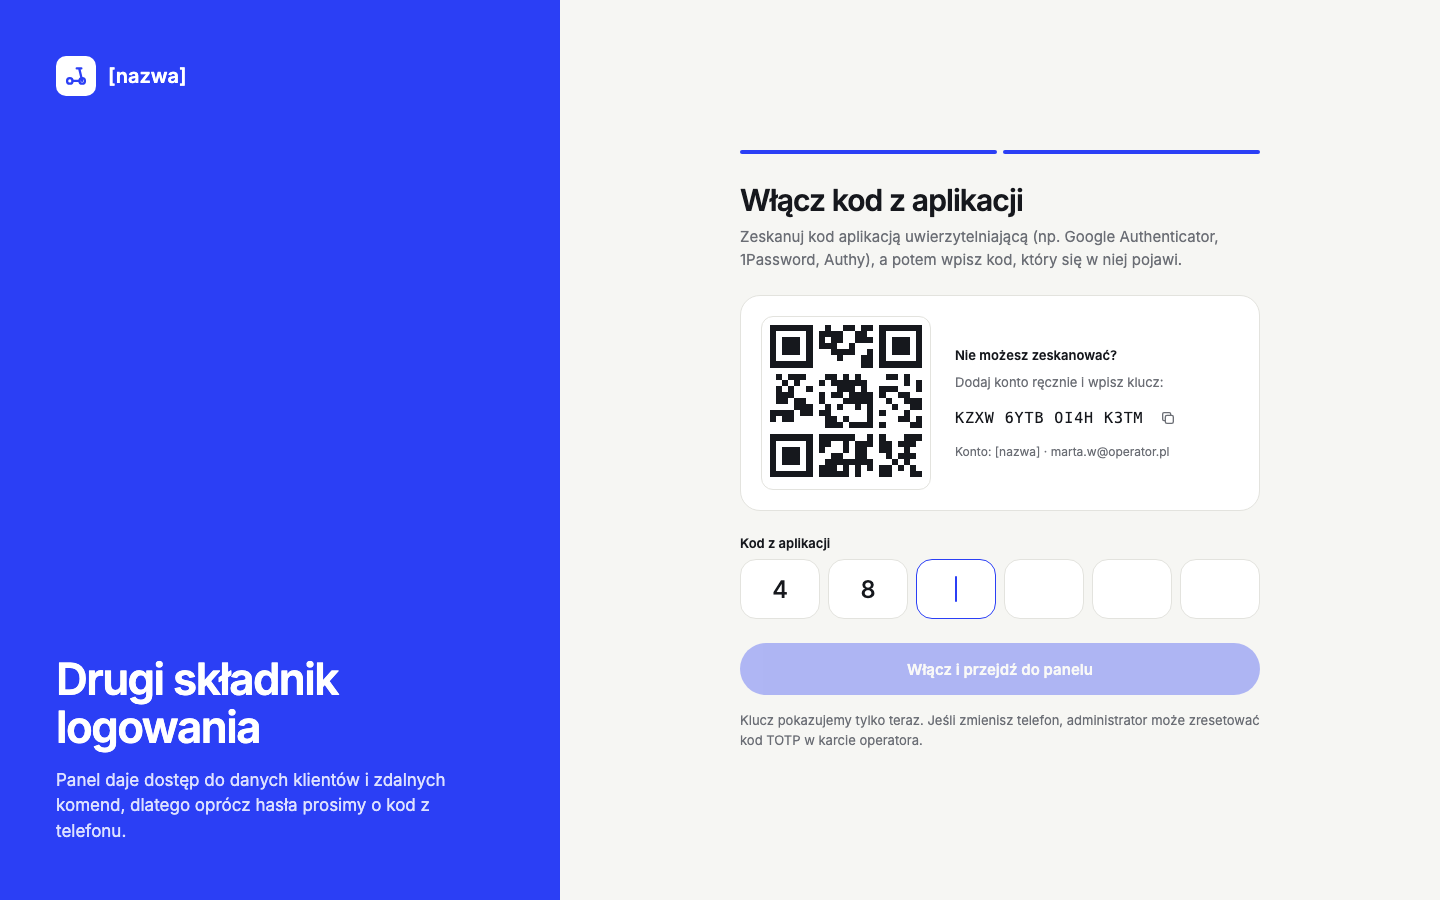 [nazwa]
Drugi składnik
logowania
Panel daje dostęp do danych klientów i zdalnych
komend, dlatego oprócz hasła prosimy o kod z
telefonu.
Włącz kod z aplikacji
Zeskanuj kod aplikacją uwierzytelniającą (np. Google Authenticator,
1Password, Authy), a potem wpisz kod, który się w niej pojawi.
Nie możesz zeskanować?
Dodaj konto ręcznie i wpisz klucz:
KZXW 6YTB OI4H K3TM
Konto: [nazwa] · marta.w@operator.pl
Kod z aplikacji
4 8
Włącz i przejdź do panelu
Klucz pokazujemy tylko teraz. Jeśli zmienisz telefon, administrator może zresetować
kod TOTP w karcie operatora.